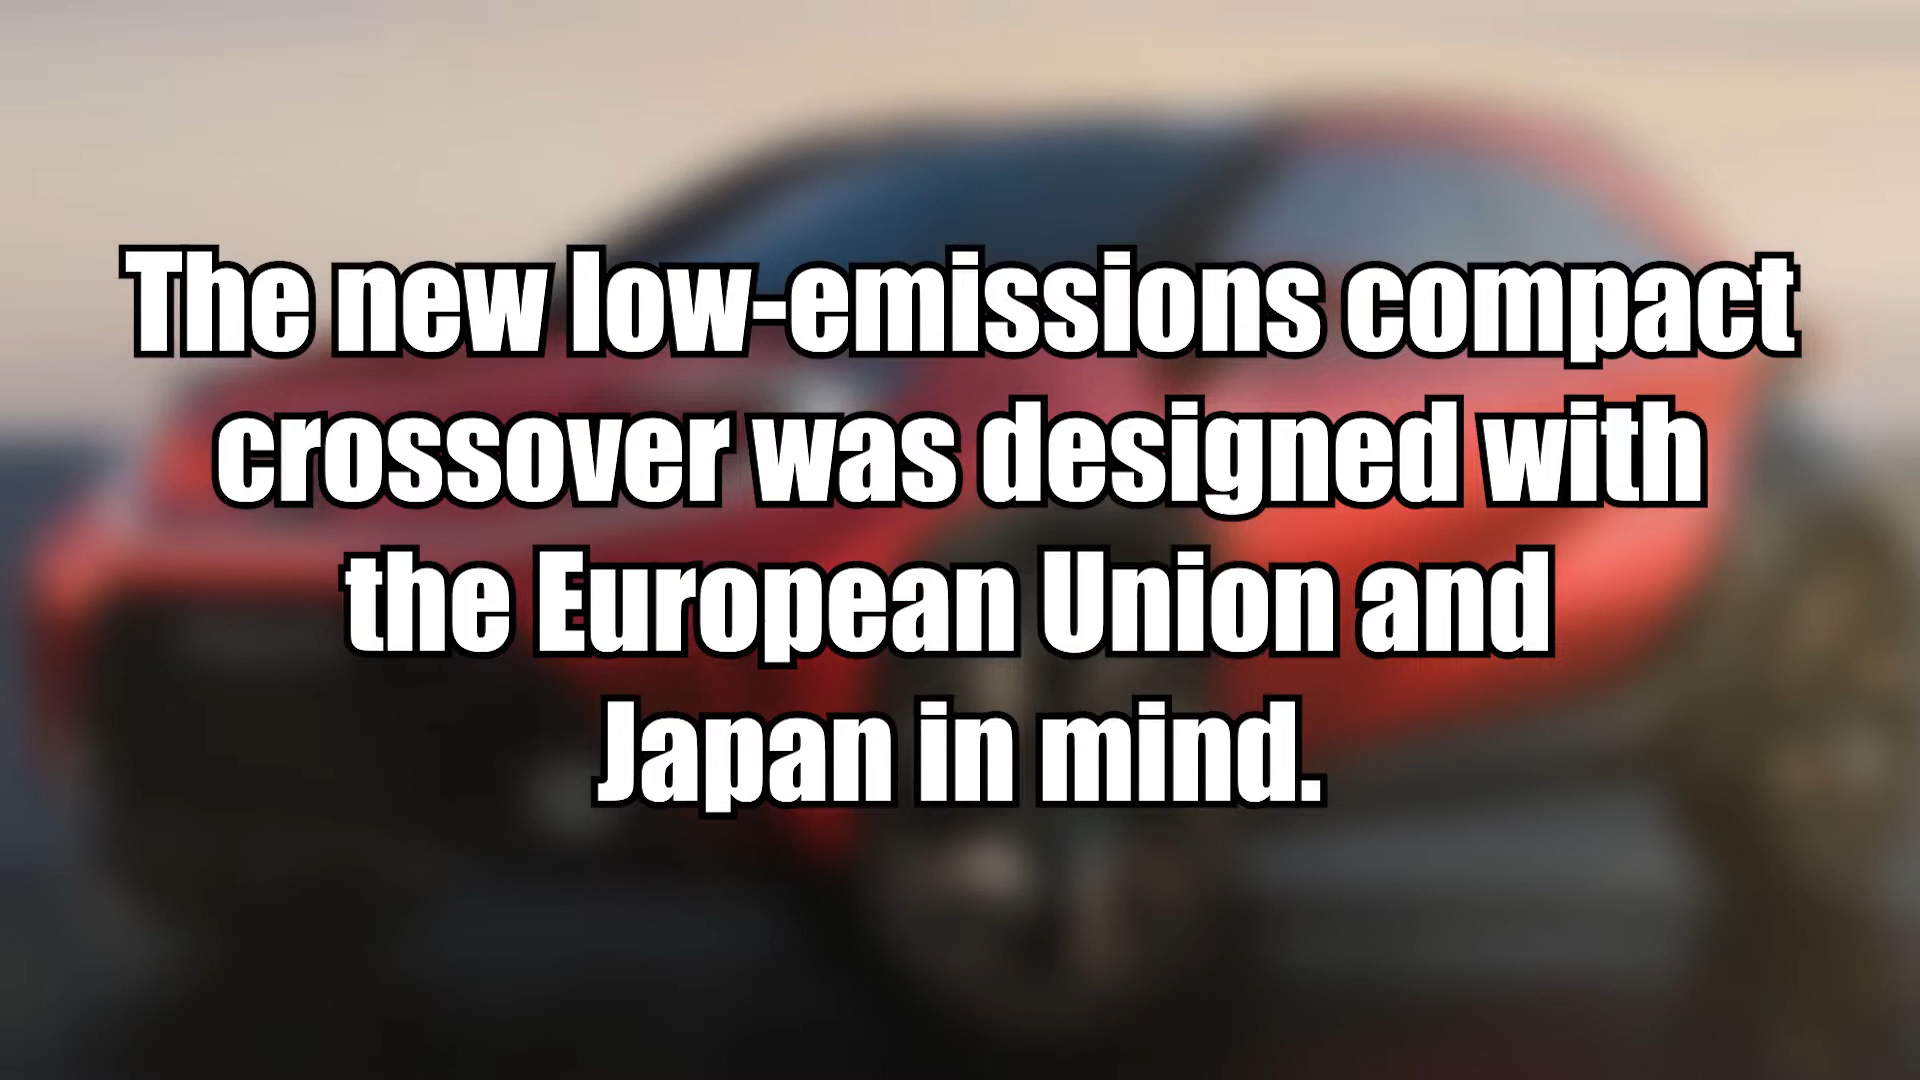 The new low-emissions compact
crossover was designed with
the European Union and
Japan in mind.